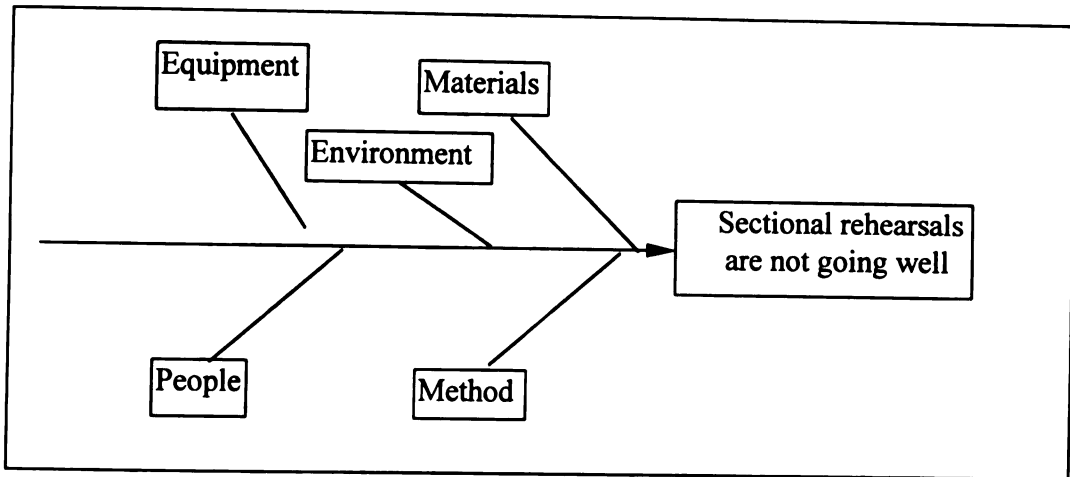 Equipment
Materials
Environment
Sectional rehearsals
are not going well
People
Method